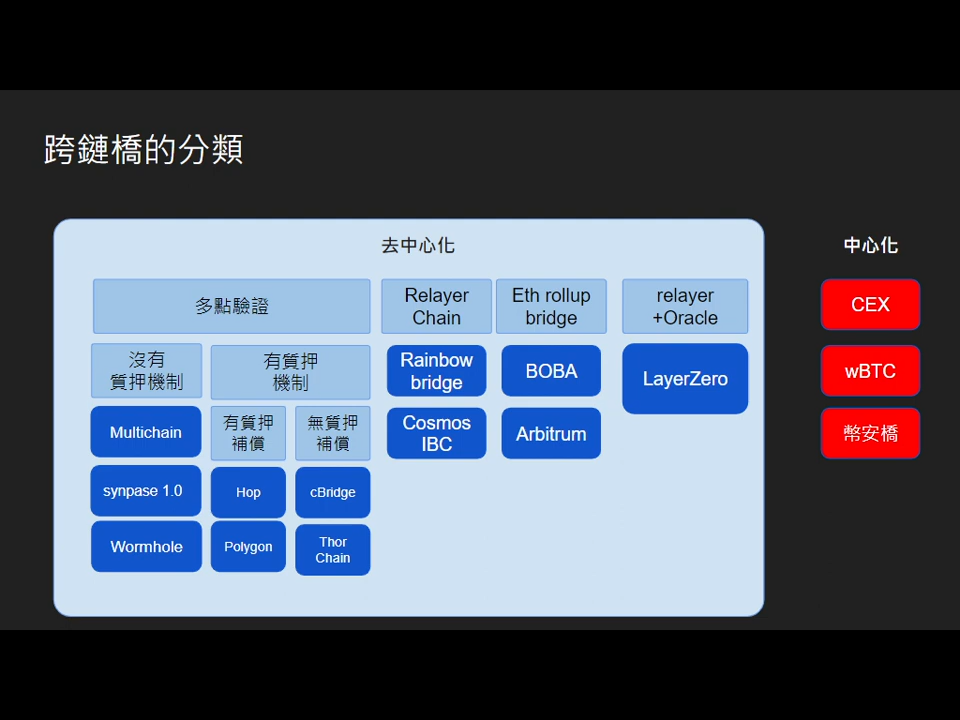 跨鏈橋的分類
去中心化
中心化
多點驗證
Relayer
Chain
Eth rollup
bridge
relayer
+Oracle
CEX
沒有
質押機制
有質押
機制
Rainbow
bridge
BOBA
LayerZero
wBTC
Multichain
有質押
補償
無質押
補償
Cosmos
IBC
Arbitrum
幣安橋
synpase 1.0
Hop
cBridge
Wormhole
Polygon
Thor
Chain